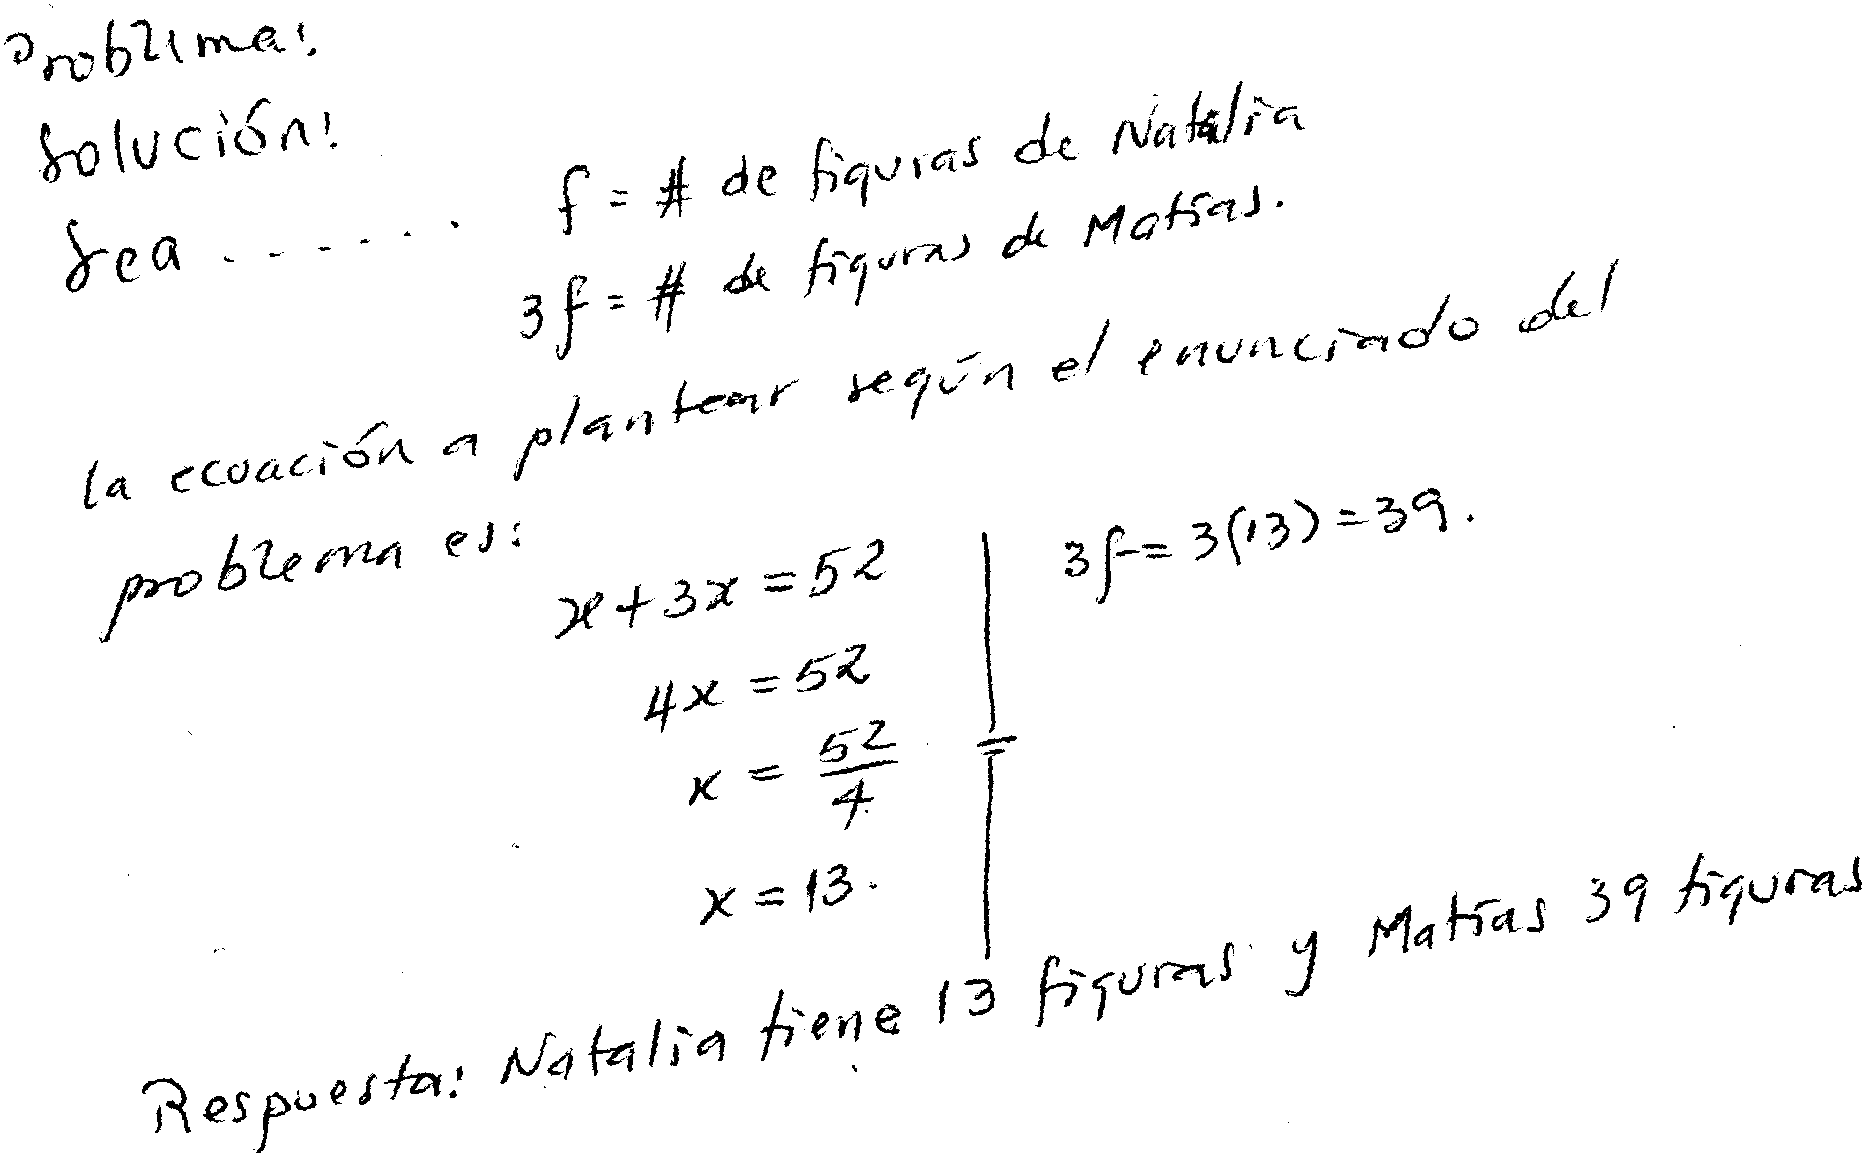 Problema:
Solución:
Sea ...... f = # de figuras de Natalia
3f = # de figuras de Matías.
la ecuación a plantear según el enunciado del
problema es:
x + 3x = 52
4x = 52
x = 52/4
x = 13.
3f = 3(13) = 39.
Respuesta: Natalia tiene 13 figuras y Matías 39 figuras